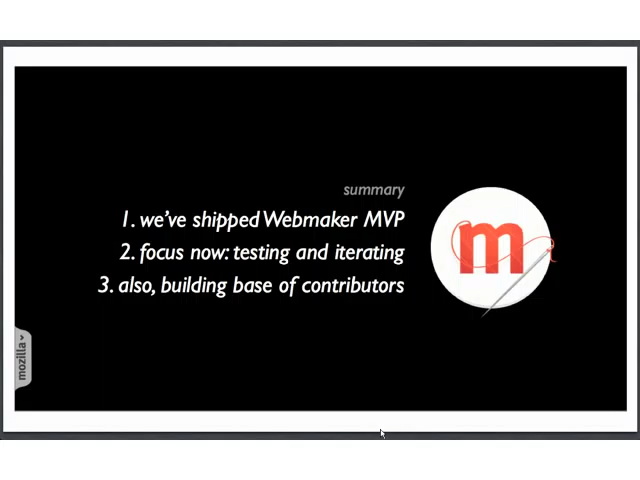 summary
1. we've shipped Webmaker MVP
2. focus now: testing and iterating
3. also, building base of contributors
m
mozilla